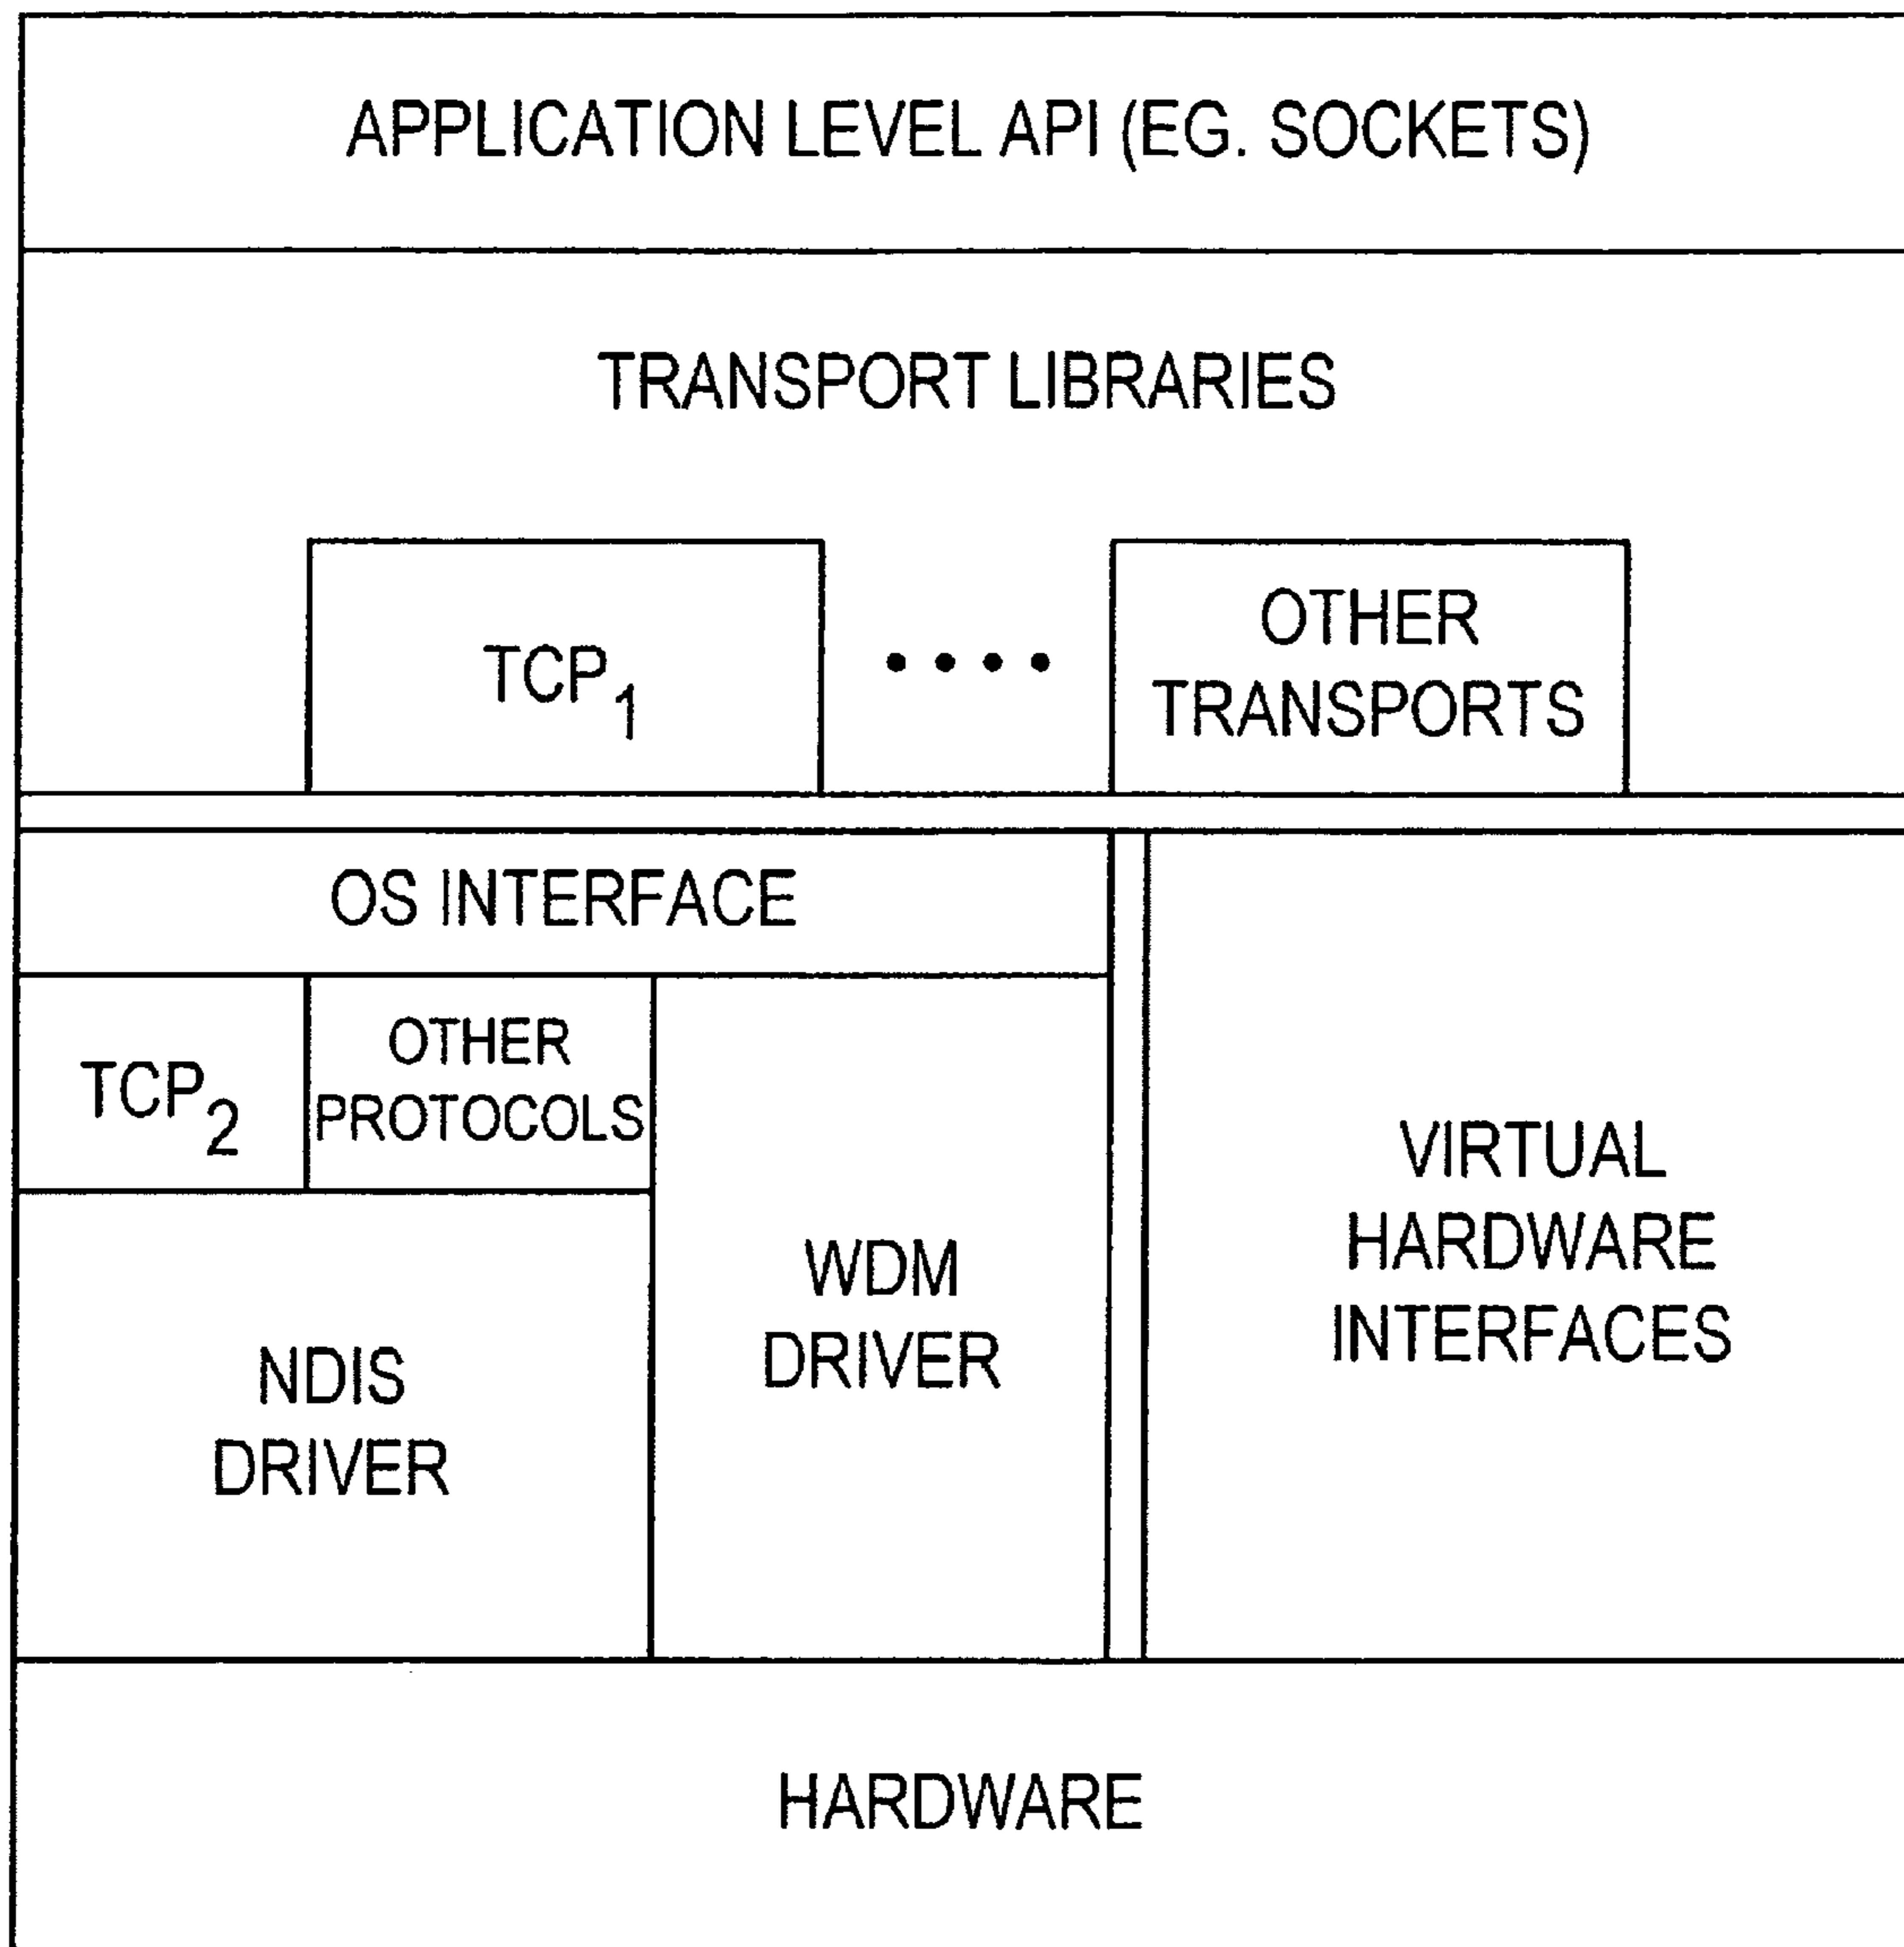 APPLICATION LEVEL API (EG. SOCKETS)
TRANSPORT LIBRARIES
TCP1
OTHER
TRANSPORTS
OS INTERFACE
TCP2
OTHER
PROTOCOLS
NDIS
DRIVER
WDM
DRIVER
VIRTUAL
HARDWARE
INTERFACES
HARDWARE